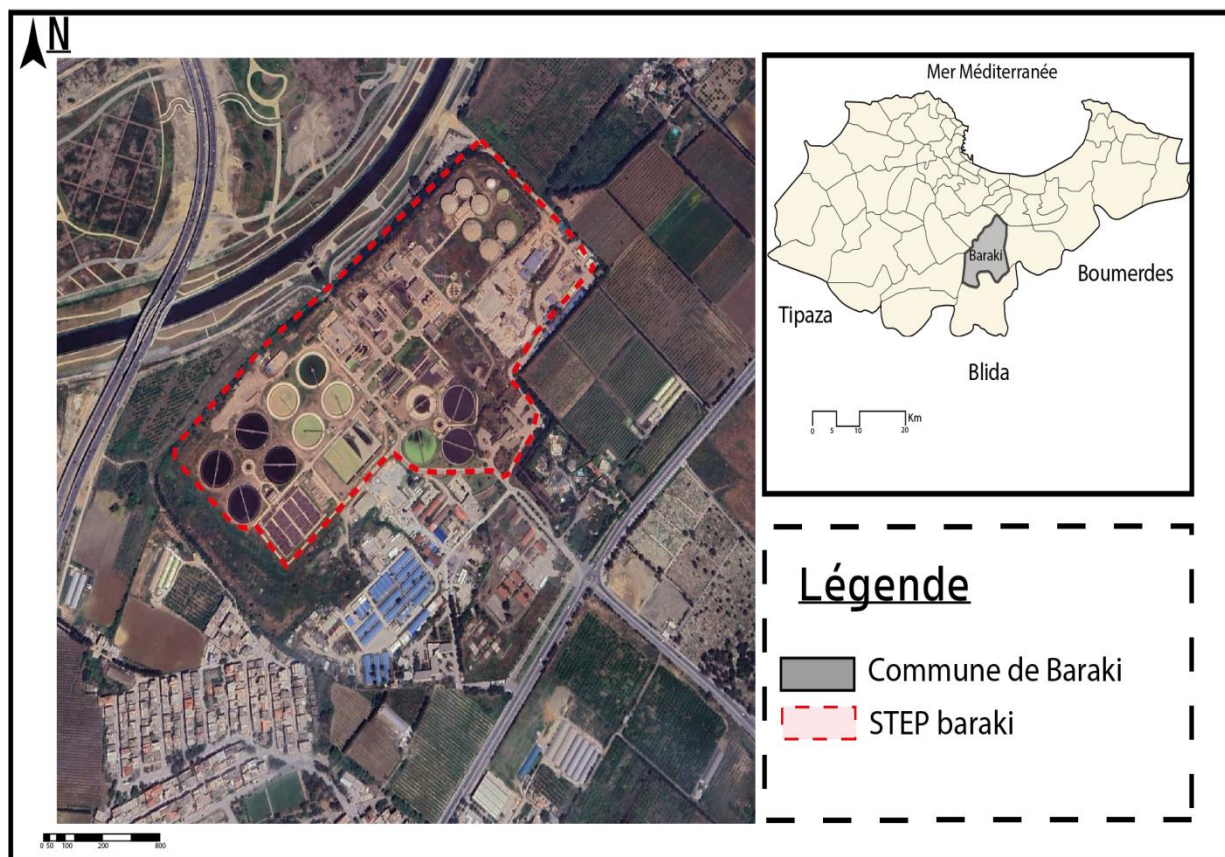 N
Mer Méditerranée
Baraki
Boumerdes
Tipaza
Blida
Km
0 5 10 20
Légende
Commune de Baraki
STEP baraki
0 50 100 200 800